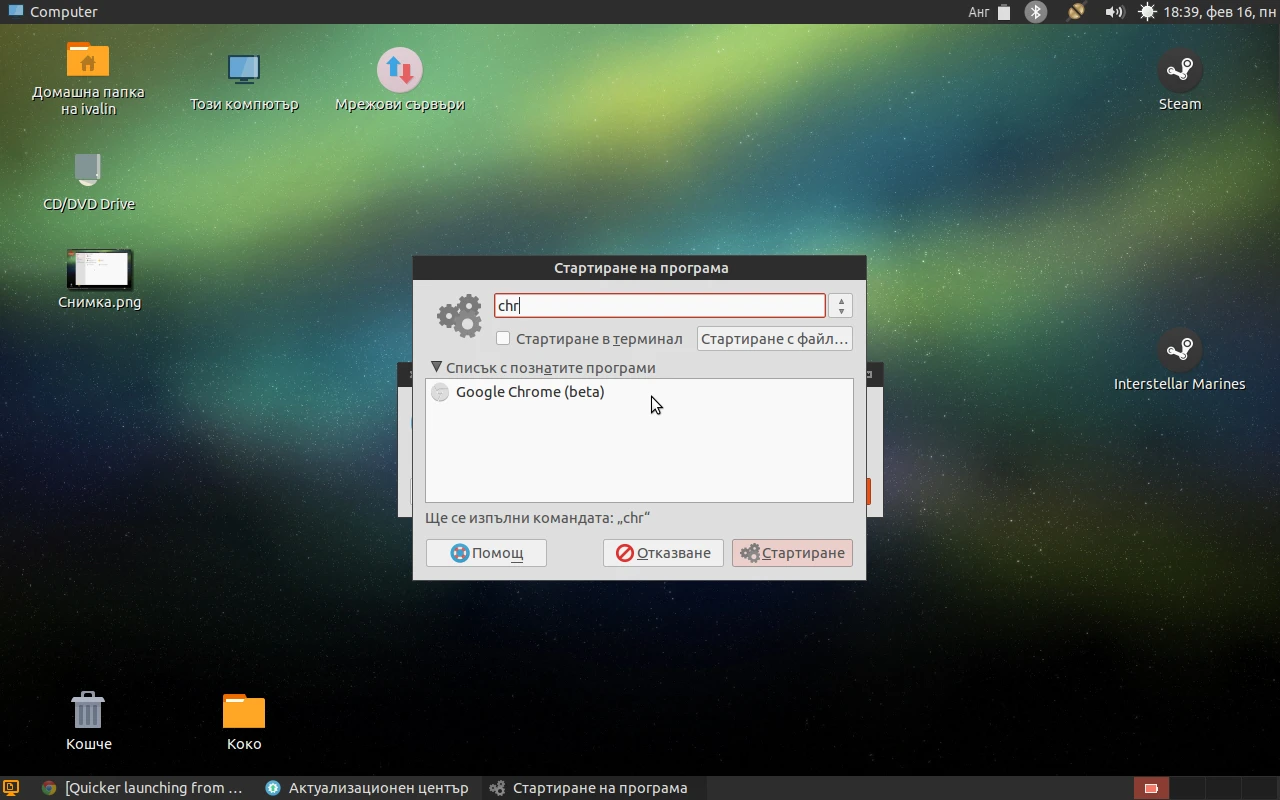 Computer
Анг
18:39, фев 16, пн
Домашна папка
на ivalin
Този компютър
Мрежови сървъри
Steam
CD/DVD Drive
Снимка.png
Interstellar Marines
Стартиране на програма
chr
Стартиране в терминал
Стартиране с файл...
Списък с познатите програми
Google Chrome (beta)
Ще се изпълни командата: „chr“
Помощ
Отказване
Стартиране
Кошче
Коко
[Quicker launching from ...
Актуализационен център
Стартиране на програма